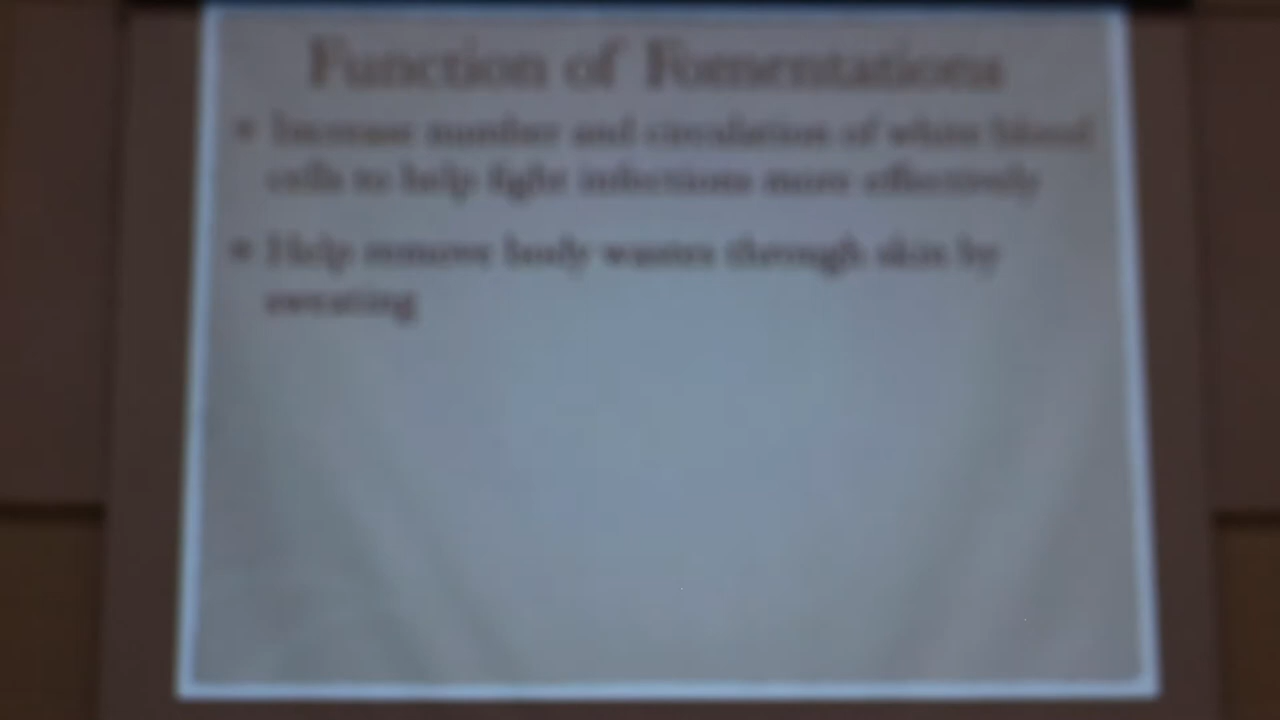 Function of Fomentations
• Increase number and circulation of white blood
cells to help fight infections more effectively
• Help remove body wastes through skin by
sweating